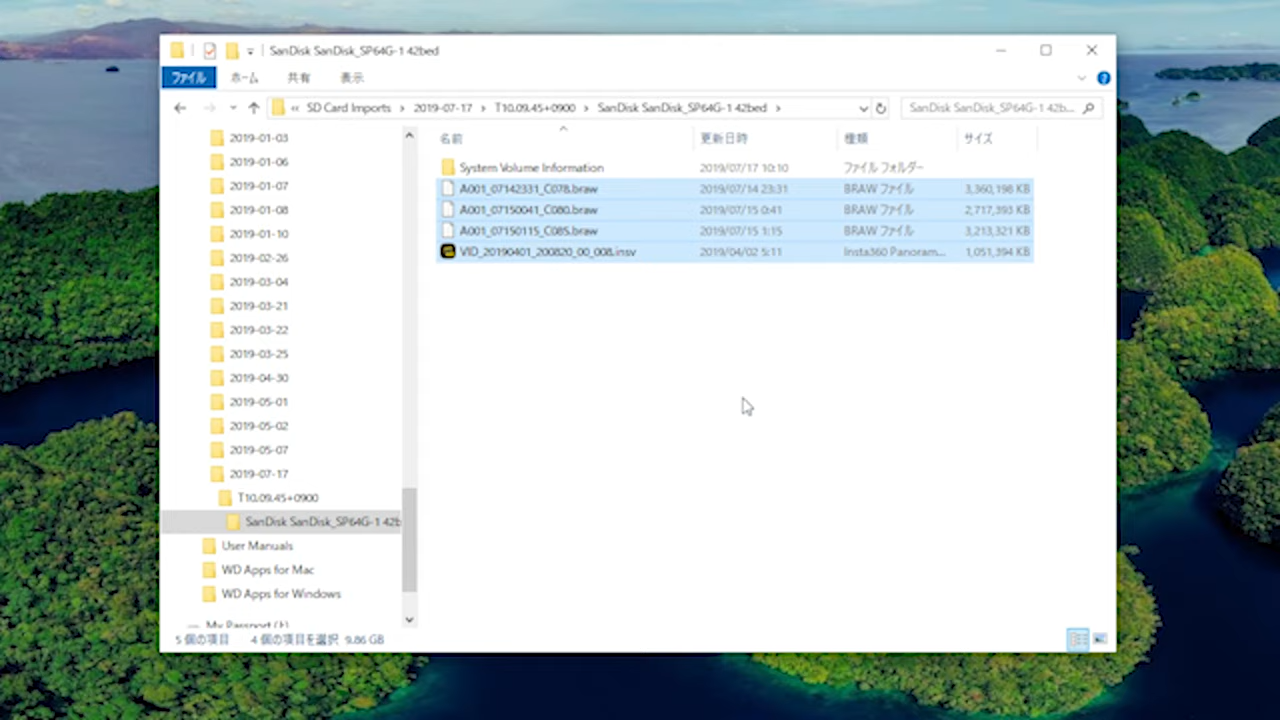 SanDisk SanDisk_SP64G-1 42bed
ファイル ホーム 共有 表示
« SD Card Imports › 2019-07-17 › T10.09.45+0900 › SanDisk SanDisk_SP64G-1 42bed › SanDisk SanDisk_SP64G-1 42b...
名前 更新日時 種類 サイズ
System Volume Information 2019/07/17 10:10 ファイル フォルダー
A001_07142331_C078.braw 2019/07/14 23:31 BRAW ファイル 3,360,198 KB
A001_07150041_C080.braw 2019/07/15 0:41 BRAW ファイル 2,717,393 KB
A001_07150115_C085.braw 2019/07/15 1:15 BRAW ファイル 3,213,321 KB
VID_20190401_200820_00_008.insv 2019/04/02 5:11 Insta360 Panoram... 1,051,394 KB
2019-01-03
2019-01-06
2019-01-07
2019-01-08
2019-01-10
2019-02-26
2019-03-04
2019-03-21
2019-03-22
2019-03-25
2019-04-30
2019-05-01
2019-05-02
2019-05-07
2019-07-17
T10.09.45+0900
SanDisk SanDisk_SP64G-1 42b
User Manuals
WD Apps for Mac
WD Apps for Windows
My Passport
5 個の項目 4 個の項目を選択 9.86 GB